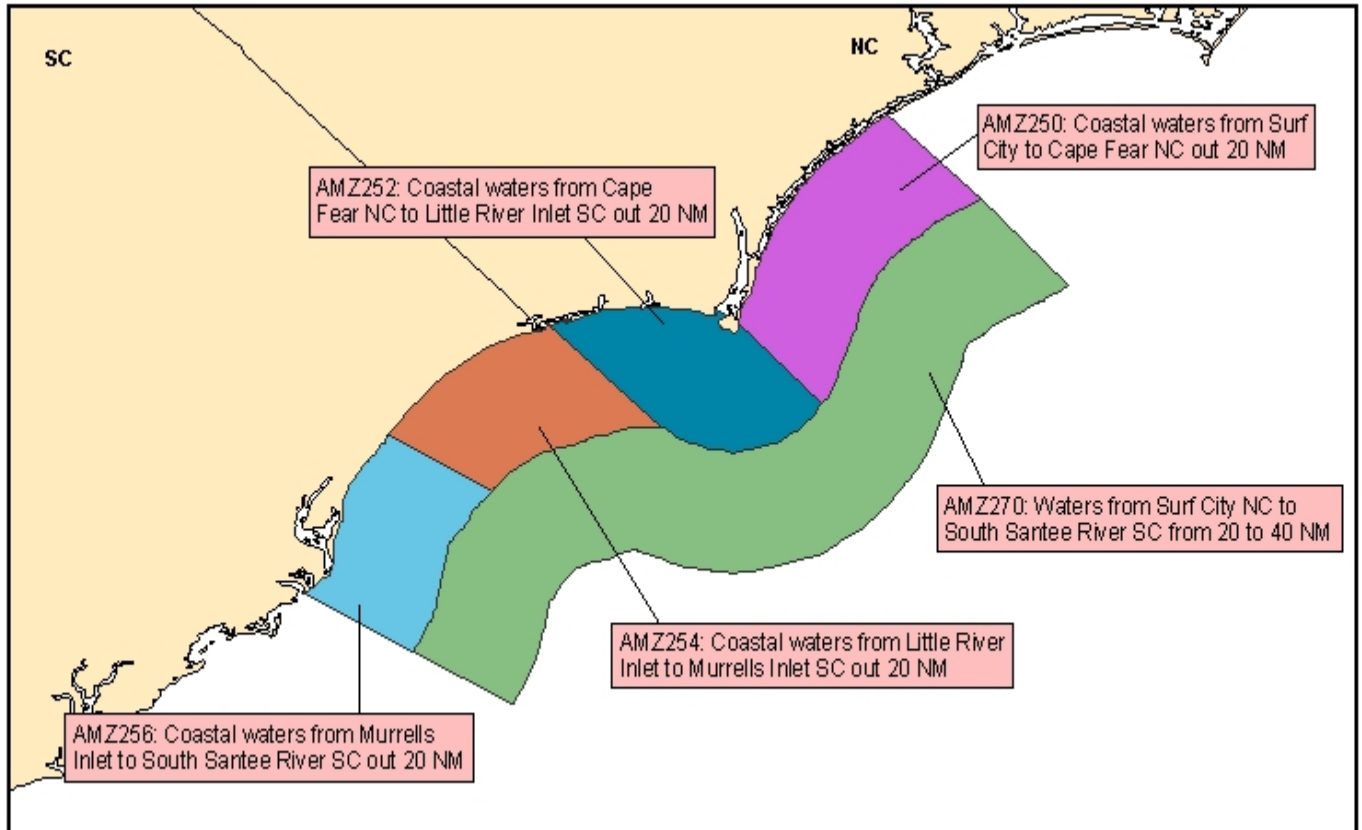 SC
NC
AMZ250: Coastal waters from Surf
City to Cape Fear NC out 20 NM
AMZ252: Coastal waters from Cape
Fear NC to Little River Inlet SC out 20 NM
AMZ270: Waters from Surf City NC to
South Santee River SC from 20 to 40 NM
AMZ254: Coastal waters from Little River
Inlet to Murrells Inlet SC out 20 NM
AMZ256: Coastal waters from Murrells
Inlet to South Santee River SC out 20 NM